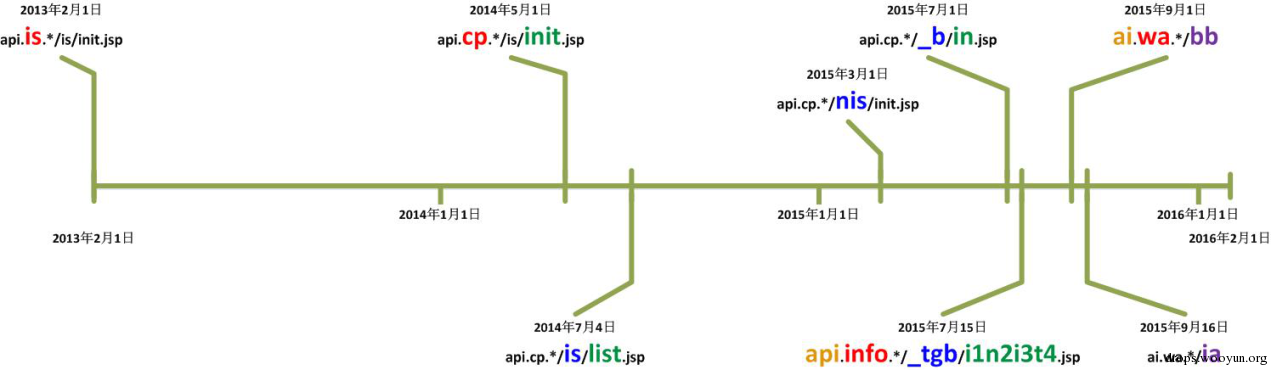 2013年2月1日
api.is.*/is/init.jsp
2014年5月1日
api.cp.*/is/init.jsp
2015年7月1日
api.cp.*/_b/in.jsp
2015年9月1日
ai.wa.*/bb
2015年3月1日
api.cp.*/nis/init.jsp
2014年1月1日
2015年1月1日
2016年1月1日
2013年2月1日
2016年2月1日
2014年7月4日
api.cp.*/is/list.jsp
2015年7月15日
api.info.*/_tgb/i1n2i3t4.jsp
2015年9月16日
ai.wa.*/ia
wooyun.org